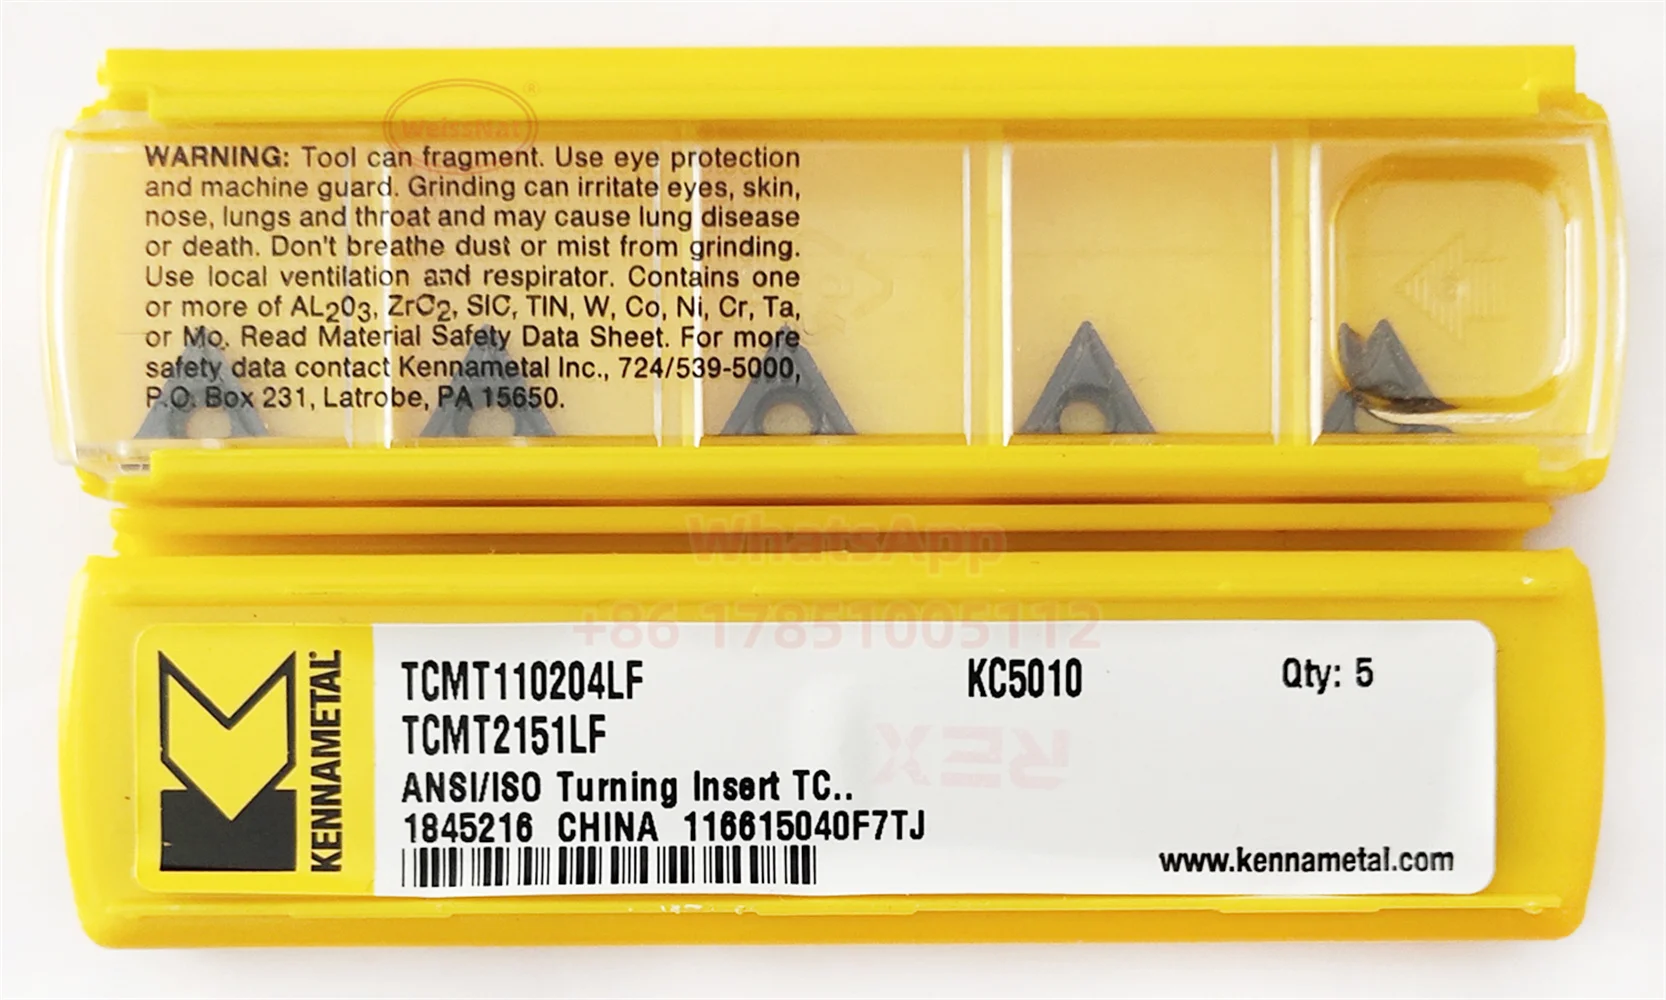 WeissNat®
WARNING: Tool can fragment. Use eye protection
and machine guard. Grinding can irritate eyes, skin,
nose, lungs and throat and may cause lung disease
or death. Don't breathe dust or mist from grinding.
Use local ventilation and respirator. Contains one
or more of AL2O3, ZrO2, SIC, TIN, W, Co, Ni, Cr, Ta,
or Mo. Read Material Safety Data Sheet. For more
safety data contact Kennametal Inc., 724/539-5000,
P.O. Box 231, Latrobe, PA 15650.
WhatsApp
+86 17851005112
KENNAMETAL
TCMT110204LF KC5010 Qty: 5
TCMT2151LF
REX
ANSI/ISO Turning Insert TC..
1845216 CHINA 116615040F7TJ
www.kennametal.com